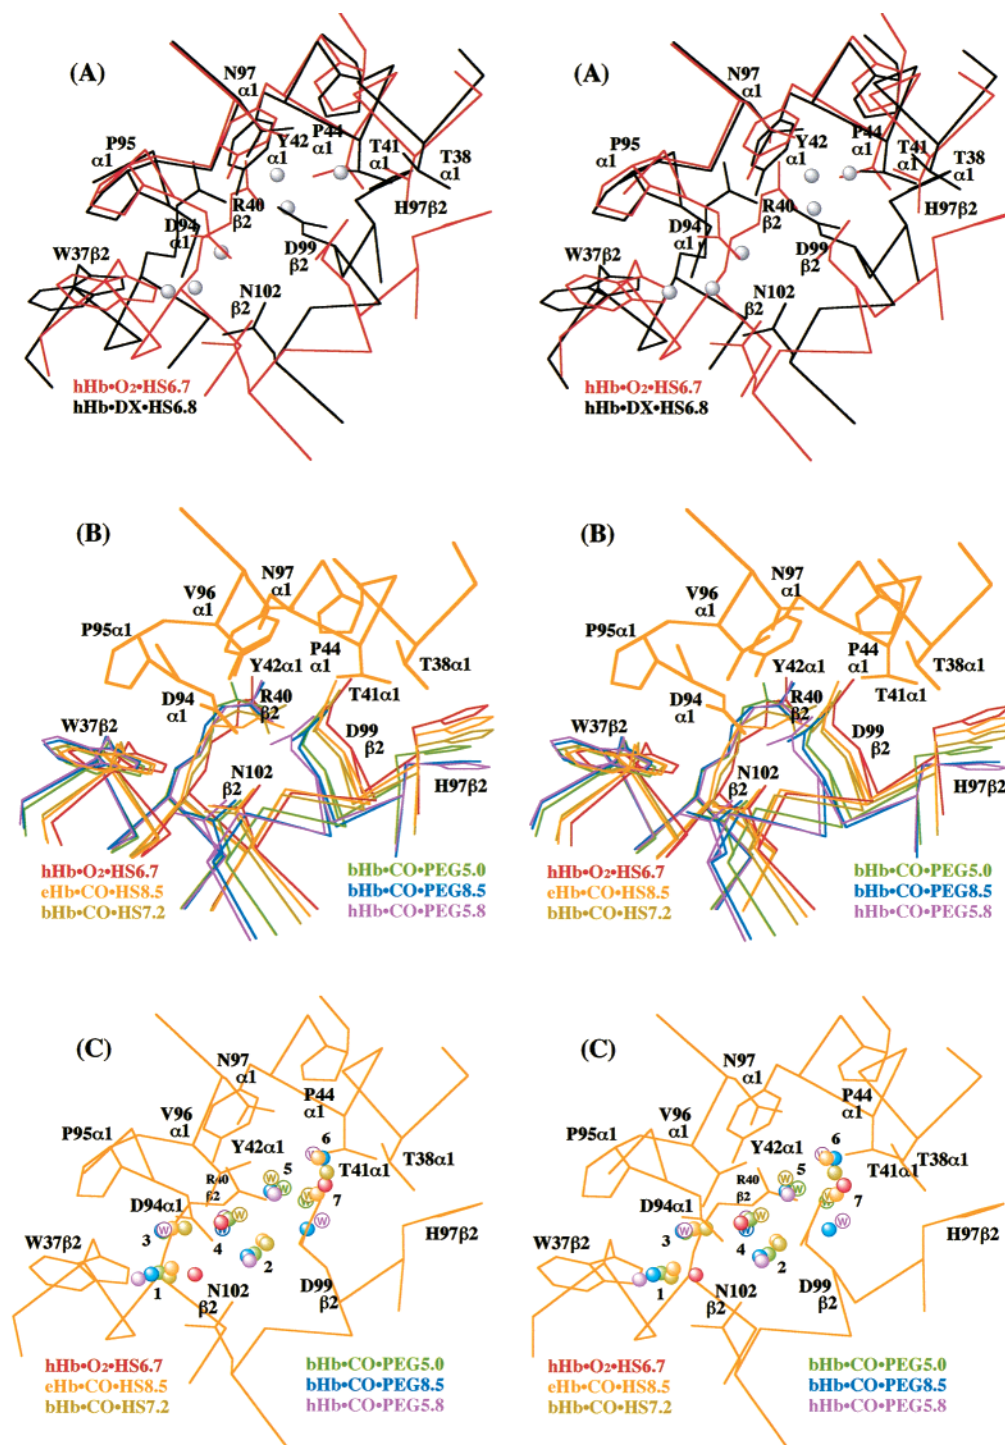 (A)
N97
α1
P95
α1
Y42
α1
P44
α1
T41
α1
T38
α1
R40
β2
H97β2
D94
α1
D99
β2
W37β2
N102
β2
hHb•O₂•HS6.7
hHb•DX•HS6.8
(A)
N97
α1
P95
α1
Y42
α1
P44
α1
T41
α1
T38
α1
R40
β2
H97β2
D94
α1
D99
β2
W37β2
N102
β2
hHb•O₂•HS6.7
hHb•DX•HS6.8
(B)
N97
α1
V96
α1
P95α1
P44
α1
Y42α1
T38α1
T41α1
D94
α1
R40
β2
W37β2
D99
β2
N102
β2
H97β2
hHb•O₂•HS6.7
eHb•CO•HS8.5
bHb•CO•HS7.2
bHb•CO•PEG5.0
bHb•CO•PEG8.5
hHb•CO•PEG5.8
(B)
N97
α1
V96
α1
P95α1
P44
α1
Y42α1
T38α1
T41α1
D94
α1
R40
β2
W37β2
D99
β2
N102
β2
H97β2
hHb•O₂•HS6.7
eHb•CO•HS8.5
bHb•CO•HS7.2
bHb•CO•PEG5.0
bHb•CO•PEG8.5
hHb•CO•PEG5.8
(C)
N97
α1
P44
α1
V96
α1
P95α1
Y42α1
6
W
T38α1
T41α1
5
R40
β2
W
W
W
W
7
D94α1
W
W
W
W
W
3
4
H97β2
W37β2
2
1
D99
β2
N102
β2
hHb•O₂•HS6.7
eHb•CO•HS8.5
bHb•CO•HS7.2
bHb•CO•PEG5.0
bHb•CO•PEG8.5
hHb•CO•PEG5.8
(C)
N97
α1
P44
α1
V96
α1
P95α1
Y42α1
6
W
T38α1
T41α1
5
R40
β2
W
W
W
W
7
D94α1
W
W
W
W
W
3
4
H97β2
W37β2
2
1
D99
β2
N102
β2
hHb•O₂•HS6.7
eHb•CO•HS8.5
bHb•CO•HS7.2
bHb•CO•PEG5.0
bHb•CO•PEG8.5
hHb•CO•PEG5.8